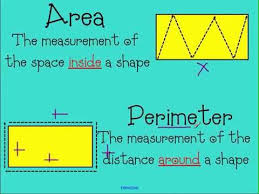 Area
The measurement of
the space inside a shape
Perimeter
The measurement of the
distance around a shape